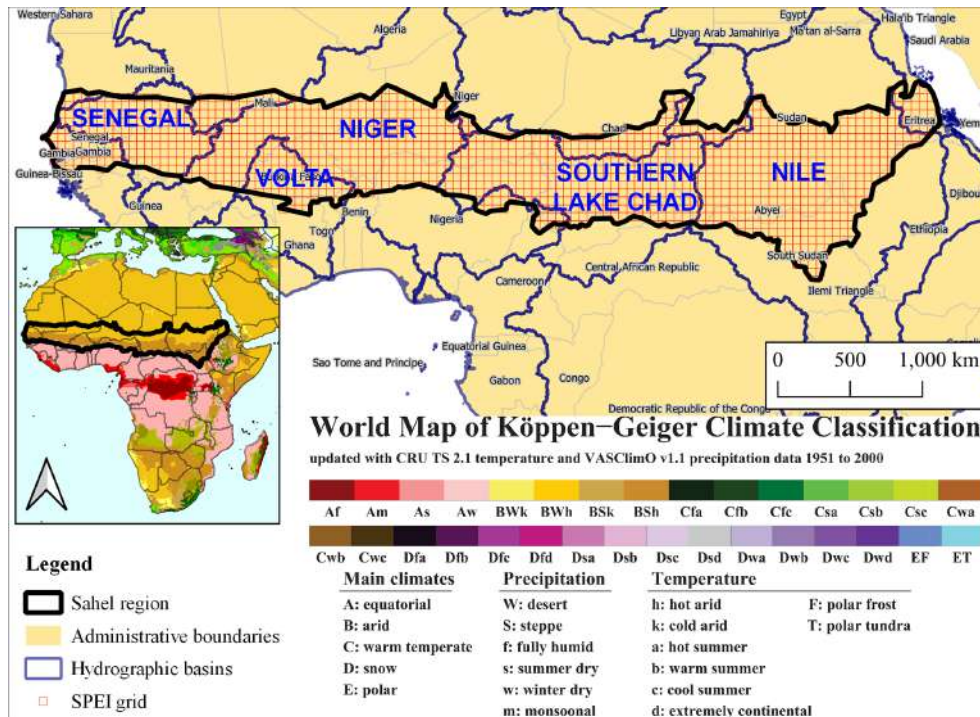 Western Sahara
Algeria
Libyan Arab Jamahiriya
Egypt
Ma'tan al-Sarra
Hala'ib Triangle
Saudi Arabia
Mauritania
Mali
Niger
Chad
Sudan
Eritrea
SENEGAL
NIGER
VOLTA
SOUTHERN
LAKE CHAD
NILE
Senegal
Gambia
Gambia
Guinea-Bissau
Guinea
Abyei
Benin
Nigeria
Togo
Ghana
Ethiopia
South Sudan
Central African Republic
Cameroon
Ilemi Triangle
Equatorial Guinea
Sao Tome and Principe
Gabon
Congo
0 500 1,000 km
World Map of Köppen−Geiger Climate Classification
updated with CRU TS 2.1 temperature and VASClimO v1.1 precipitation data 1951 to 2000
Af Am As Aw BWk BWh BSk BSh Cfa Cfb Cfc Csa Csb Csc Cwa
Cwb Cwc Dfa Dfb Dfc Dfd Dsa Dsb Dsc Dsd Dwa Dwb Dwc Dwd EF ET
Legend
Sahel region
Administrative boundaries
Hydrographic basins
SPEI grid
Main climates
A: equatorial
B: arid
C: warm temperate
D: snow
E: polar
Precipitation
W: desert
S: steppe
f: fully humid
s: summer dry
w: winter dry
m: monsoonal
Temperature
h: hot arid
k: cold arid
a: hot summer
b: warm summer
c: cool summer
d: extremely continental
F: polar frost
T: polar tundra